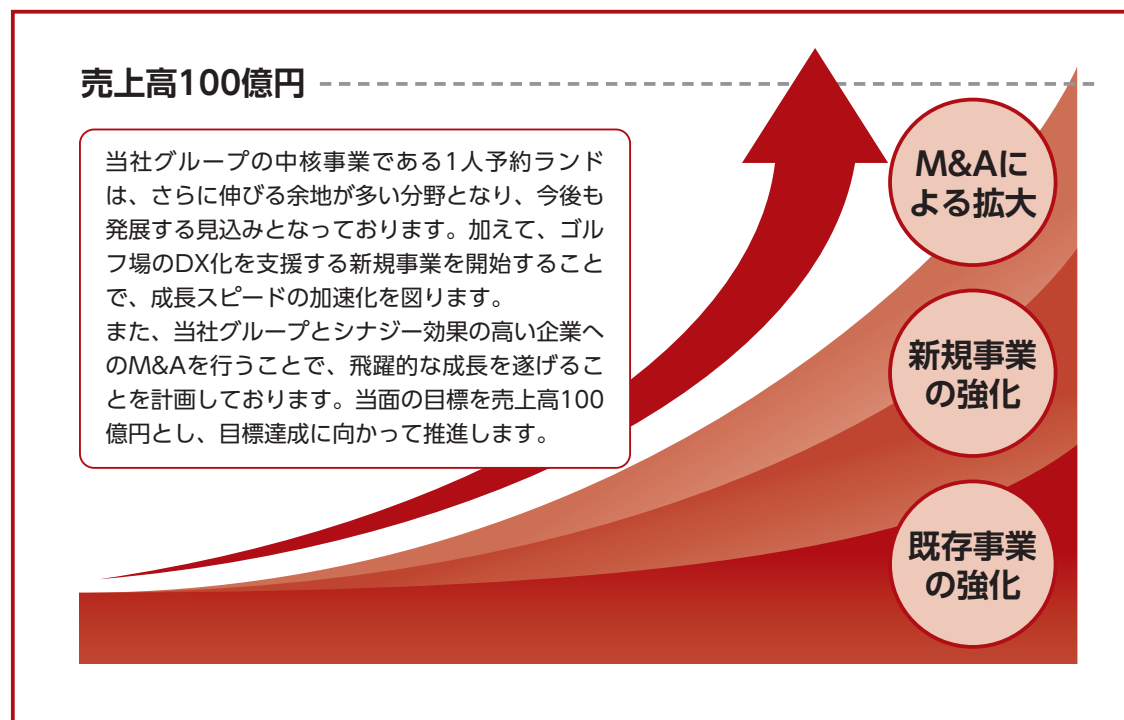 売上高100億円
当社グループの中核事業である1人予約ランド
は、さらに伸びる余地が多い分野となり、今後も
発展する見込みとなっております。加えて、ゴル
フ場のDX化を支援する新規事業を開始すること
で、成長スピードの加速化を図ります。
また、当社グループとシナジー効果の高い企業へ
のM&Aを行うことで、飛躍的な成長を遂げるこ
とを計画しております。当面の目標を売上高100
億円とし、目標達成に向かって推進します。
M&Aに
よる拡大
新規事業
の強化
既存事業
の強化